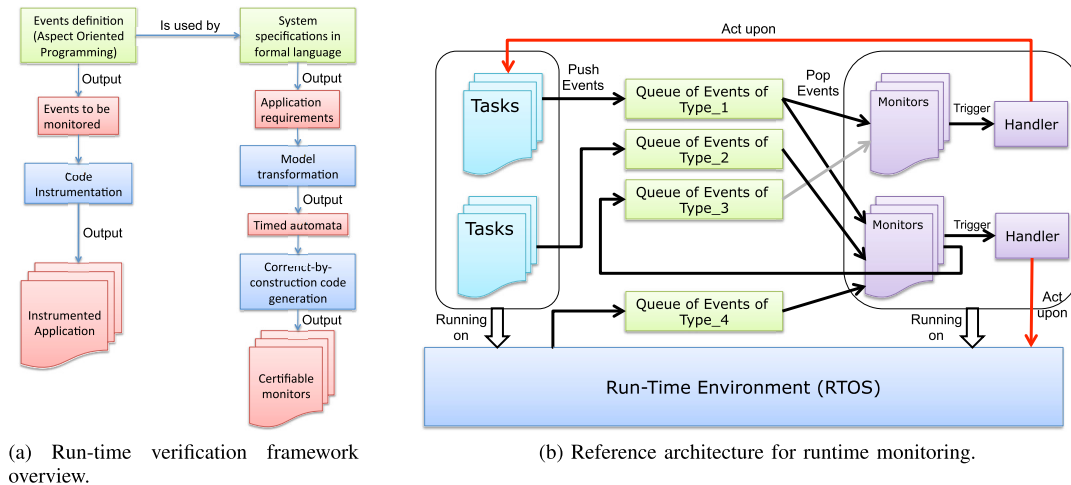 Events definition
(Aspect Oriented
Programming)
Is used by
System
specifications in
formal language
Output
Events to be
monitored
Code
Instrumentation
Output
Instrumented
Application
Output
Application
requirements
Model
transformation
Output
Timed automata
Correnct-by-
construction code
generation
Output
Certifiable
monitors
(a) Run-time verification framework
overview.
Act upon
Tasks
Push
Events
Queue of Events of
Type_1
Pop
Events
Monitors
Trigger
Handler
Queue of Events of
Type_2
Queue of Events of
Type_3
Tasks
Monitors
Trigger
Handler
Queue of Events of
Type_4
Running
on
Running
on
Act
upon
Run-Time Environment (RTOS)
(b) Reference architecture for runtime monitoring.